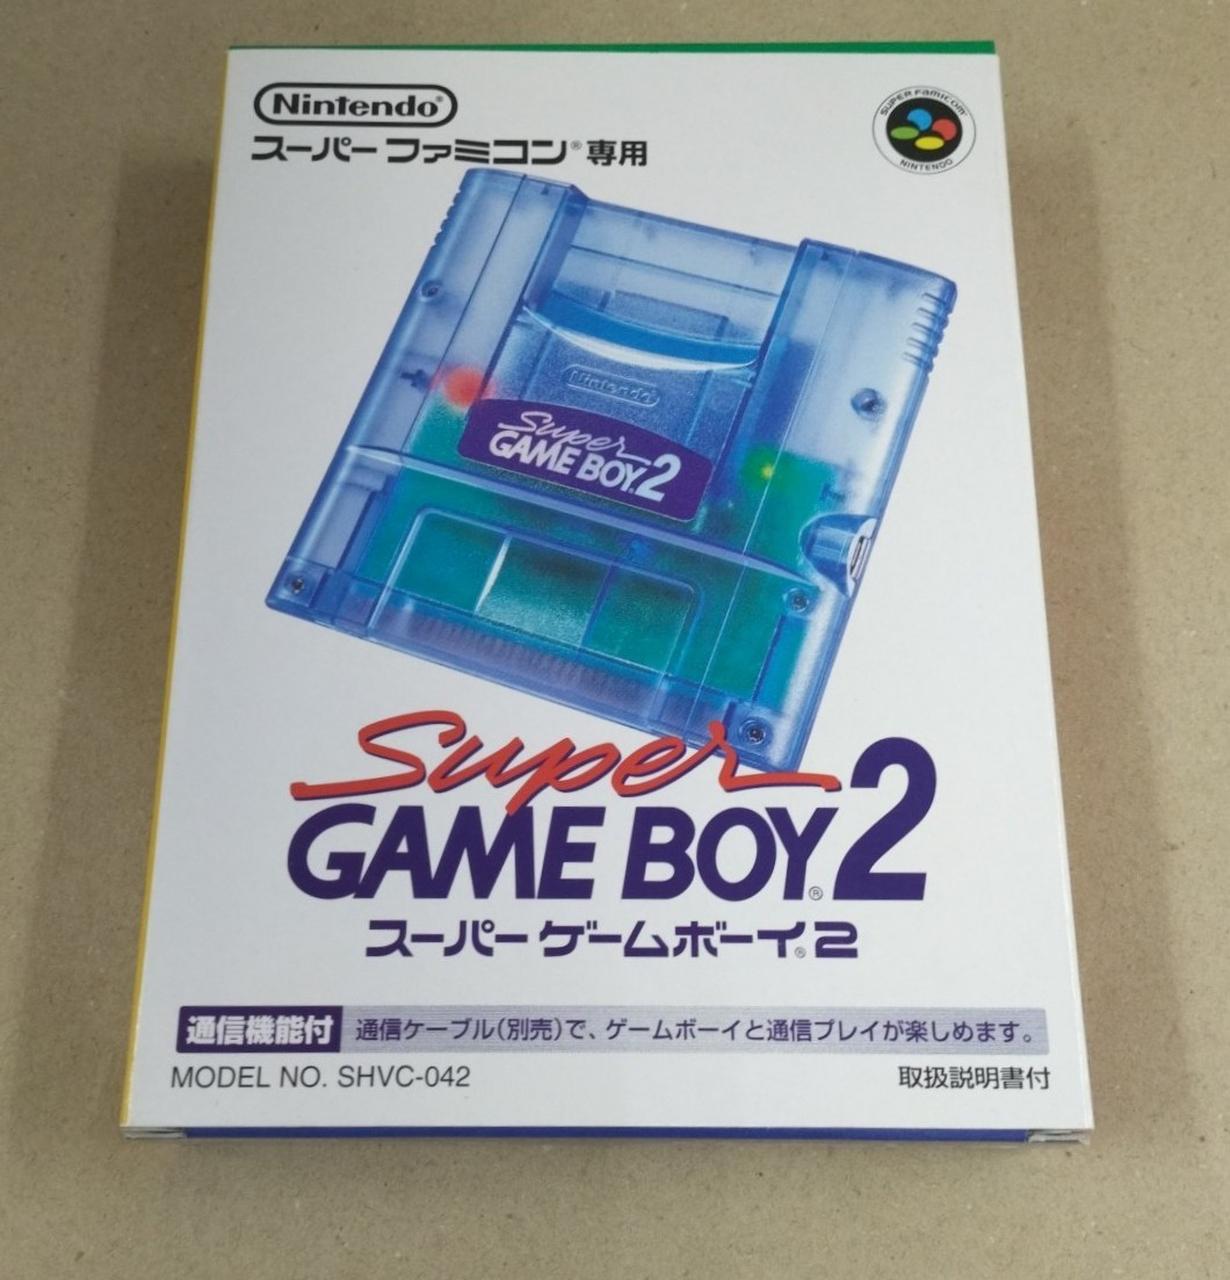 Nintendo®
スーパーファミコン®専用
SUPER FAMICOM
NINTENDO
Nintendo
Super
GAME BOY 2
Super
GAME BOY®2
スーパーゲームボーイ®2
通信機能付 通信ケーブル(別売)で、ゲームボーイと通信プレイが楽しめます。
MODEL NO. SHVC-042 取扱説明書付